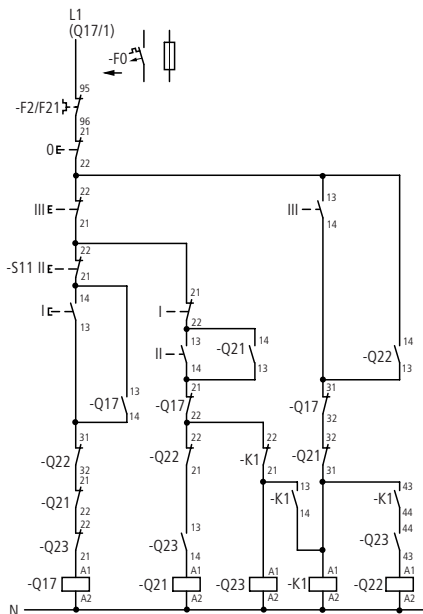 L1
(Q17/1)
-F0
95
-F2/F21
96
21
0
22
22 13
III III
21 14
22
-S11 II
21 21
14 I
I 22
13 13 14 14
II -Q21 -Q22
14 13 13
13 21 31
-Q17 -Q17 -Q17
14 22 32
31 22 22 32
-Q22 -Q22 -K1 -Q21
32 21 21 31
21 13 43
-Q21 -K1 -K1
22 14 44
22 13 44
-Q23 -Q23 -Q23
21 14 43
A1 A1 A1 A1 A1
-Q17 -Q21 -Q23 -K1 -Q22
A2 A2 A2 A2 A2
N